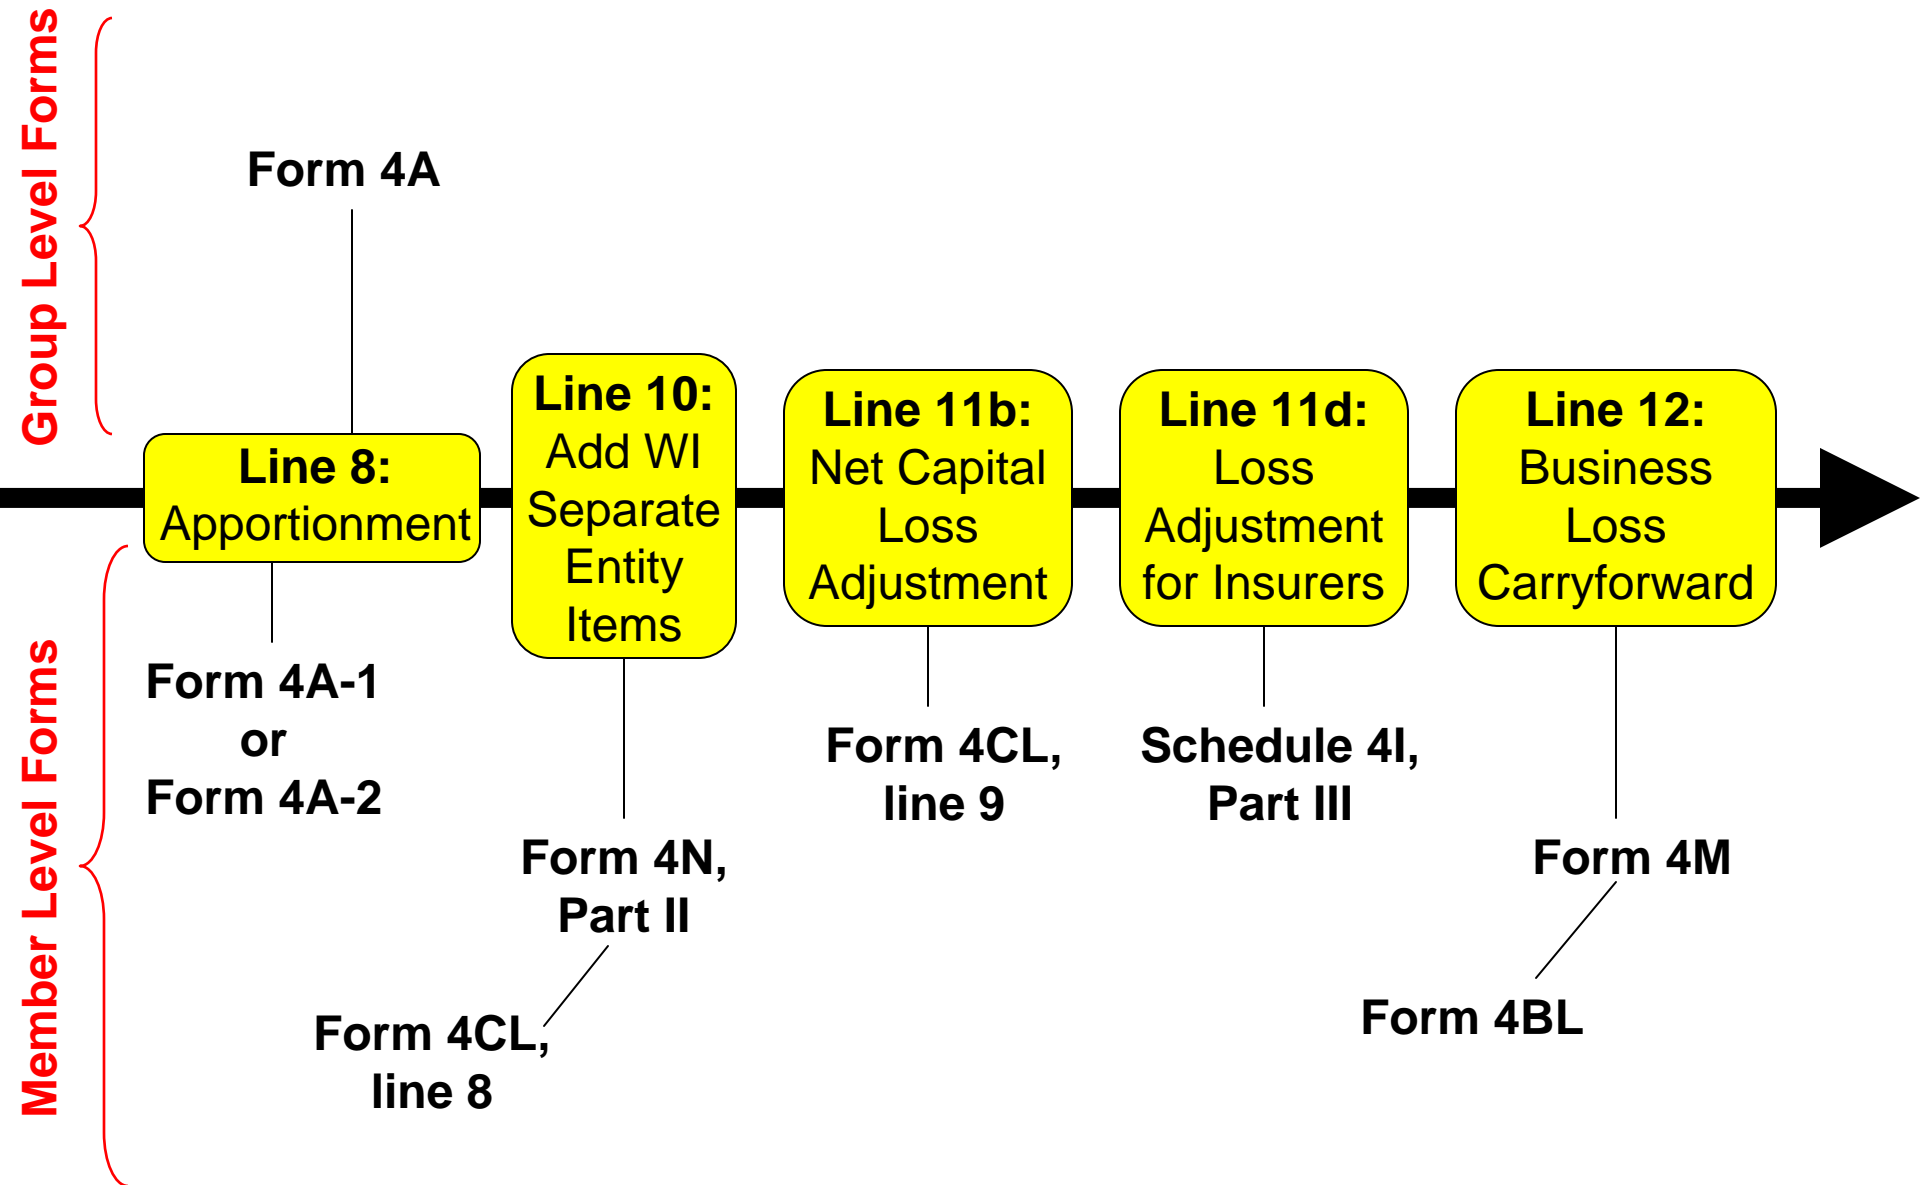 Group Level Forms
Form 4A
Line 8:
Apportionment
Line 10:
Add WI
Separate
Entity
Items
Line 11b:
Net Capital
Loss
Adjustment
Line 11d:
Loss
Adjustment
for Insurers
Line 12:
Business
Loss
Carryforward
Member Level Forms
Form 4A-1
or
Form 4A-2
Form 4N,
Part II
Form 4CL,
line 8
Form 4CL,
line 9
Schedule 4I,
Part III
Form 4M
Form 4BL